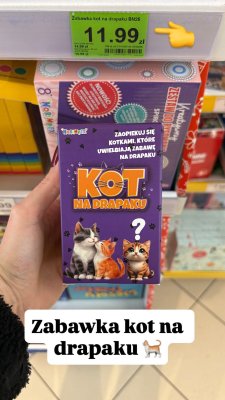 Zabawka kot na drapaku BN25
11.99 zł
ZAOPIEKUJ SIĘ
KOTKAMI, KTÓRE
UWIELBIAJĄ ZABAWĘ
NA DRAPAKU
KOT
NA DRAPAKU
?
Zabawka kot na
drapaku 🐈